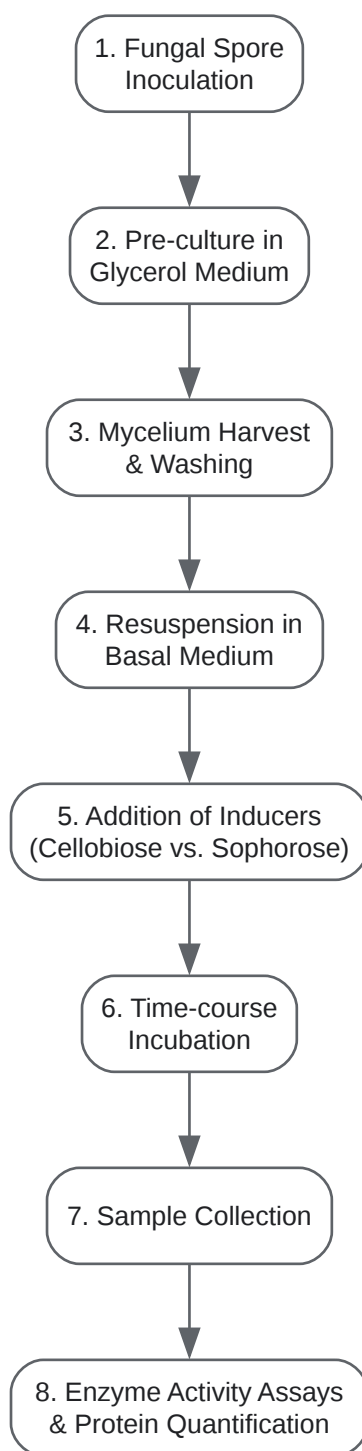 1. Fungal Spore
Inoculation
2. Pre-culture in
Glycerol Medium
3. Mycelium Harvest
& Washing
4. Resuspension in
Basal Medium
5. Addition of Inducers
(Cellobiose vs. Sophorose)
6. Time-course
Incubation
7. Sample Collection
8. Enzyme Activity Assays
& Protein Quantification